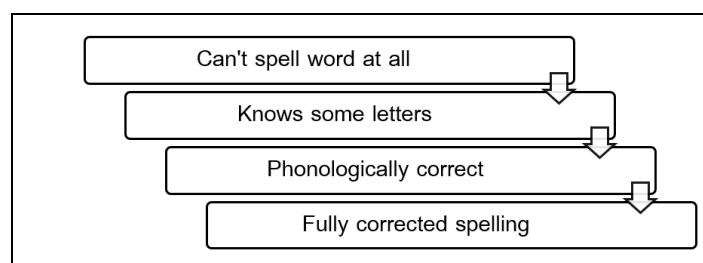 Can't spell word at all
Knows some letters
Phonologically correct
Fully corrected spelling